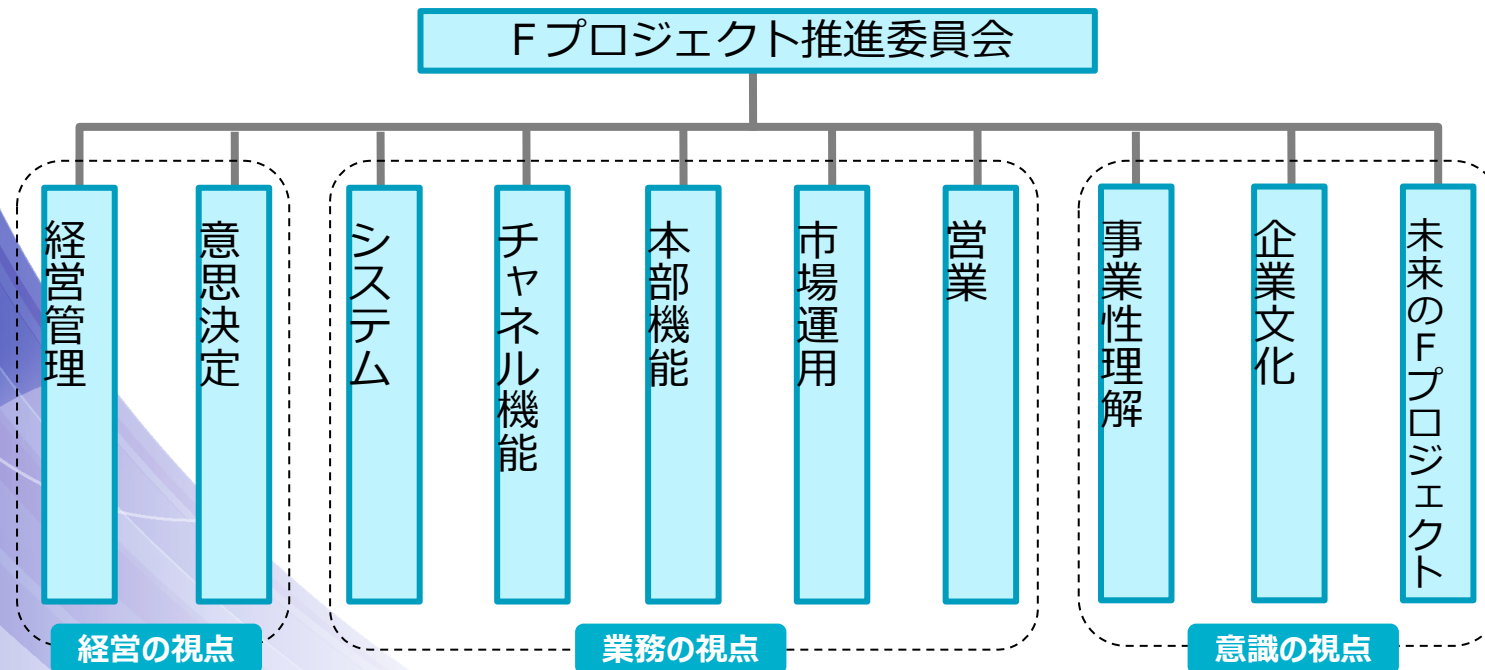 Ｆプロジェクト推進委員会
経営管理
意思決定
システム
チャネル機能
本部機能
市場運用
営業
事業性理解
企業文化
未来のＦプロジェクト
経営の視点
業務の視点
意識の視点